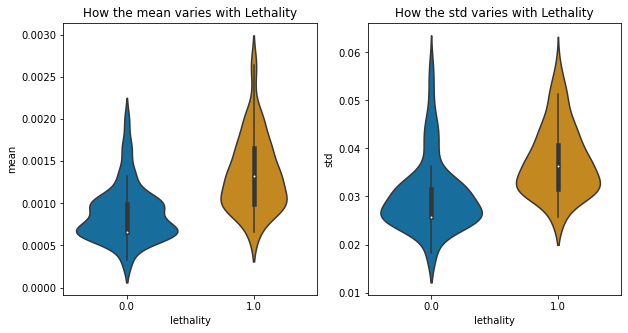 How the mean varies with Lethality
mean
0.0030
0.0025
0.0020
0.0015
0.0010
0.0005
0.0000
0.0
1.0
lethality
How the std varies with Lethality
std
0.06
0.05
0.04
0.03
0.02
0.01
0.0
1.0
lethality